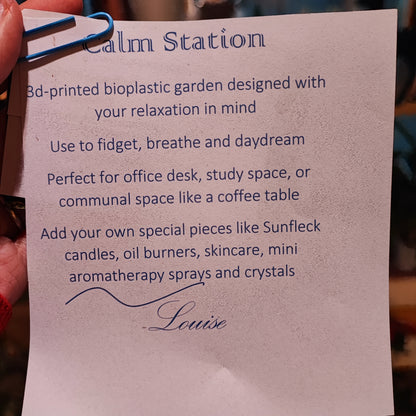 Calm Station
3d-printed bioplastic garden designed with
your relaxation in mind
Use to fidget, breathe and daydream
Perfect for office desk, study space, or
communal space like a coffee table
Add your own special pieces like Sunfleck
candles, oil burners, skincare, mini
aromatherapy sprays and crystals
-Louise